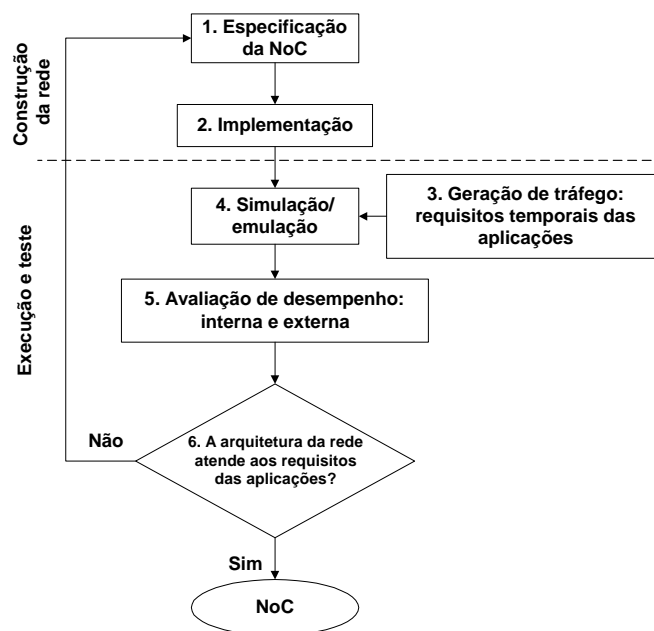 1. Especificação
da NoC
Construção
da rede
2. Implementação
3. Geração de tráfego:
requisitos temporais das
aplicações
4. Simulação/
emulação
Execução e teste
5. Avaliação de desempenho:
interna e externa
Não
6. A arquitetura da rede
atende aos requisitos
das aplicações?
Sim
NoC